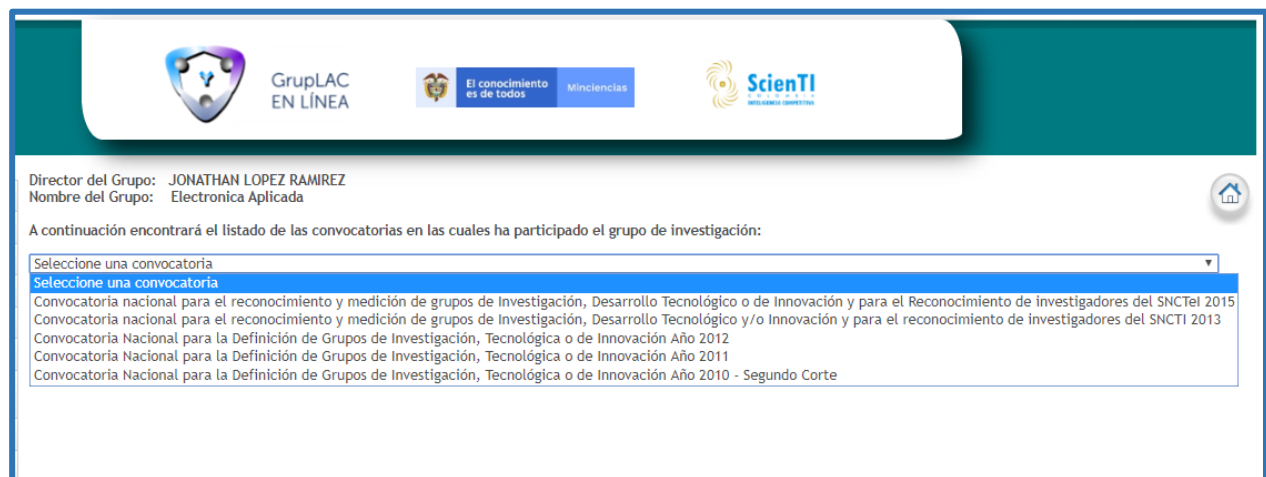 GrupLAC
EN LÍNEA
El conocimiento
es de todos
Minciencias
ScienTI
COLOMBIA
INTELIGENCIA COMPETITIVA
Director del Grupo: JONATHAN LOPEZ RAMIREZ
Nombre del Grupo: Electronica Aplicada
A continuación encontrará el listado de las convocatorias en las cuales ha participado el grupo de investigación:
Seleccione una convocatoria
Seleccione una convocatoria
Convocatoria nacional para el reconocimiento y medición de grupos de Investigación, Desarrollo Tecnológico o de Innovación y para el Reconocimiento de investigadores del SNCTeI 2015
Convocatoria nacional para el reconocimiento y medición de grupos de Investigación, Desarrollo Tecnológico y/o Innovación y para el reconocimiento de investigadores del SNCTI 2013
Convocatoria Nacional para la Definición de Grupos de Investigación, Tecnológica o de Innovación Año 2012
Convocatoria Nacional para la Definición de Grupos de Investigación, Tecnológica o de Innovación Año 2011
Convocatoria Nacional para la Definición de Grupos de Investigación, Tecnológica o de Innovación Año 2010 - Segundo Corte